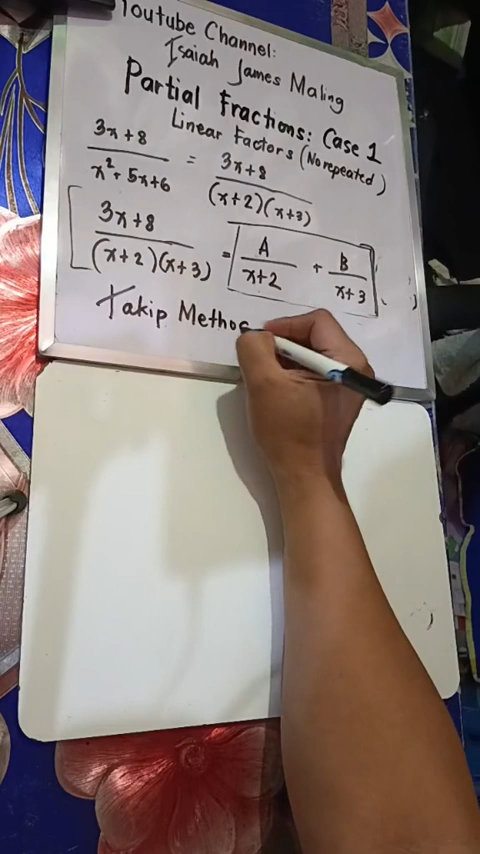 Youtube Channel:
Isaiah James Maling
Partial Fractions: Case 1
Linear Factors (No repeated)
3x+8 / x²+5x+6 = 3x+8 / (x+2)(x+3)
[ 3x+8 / (x+2)(x+3) = A / x+2 + B / x+3
Takip Method